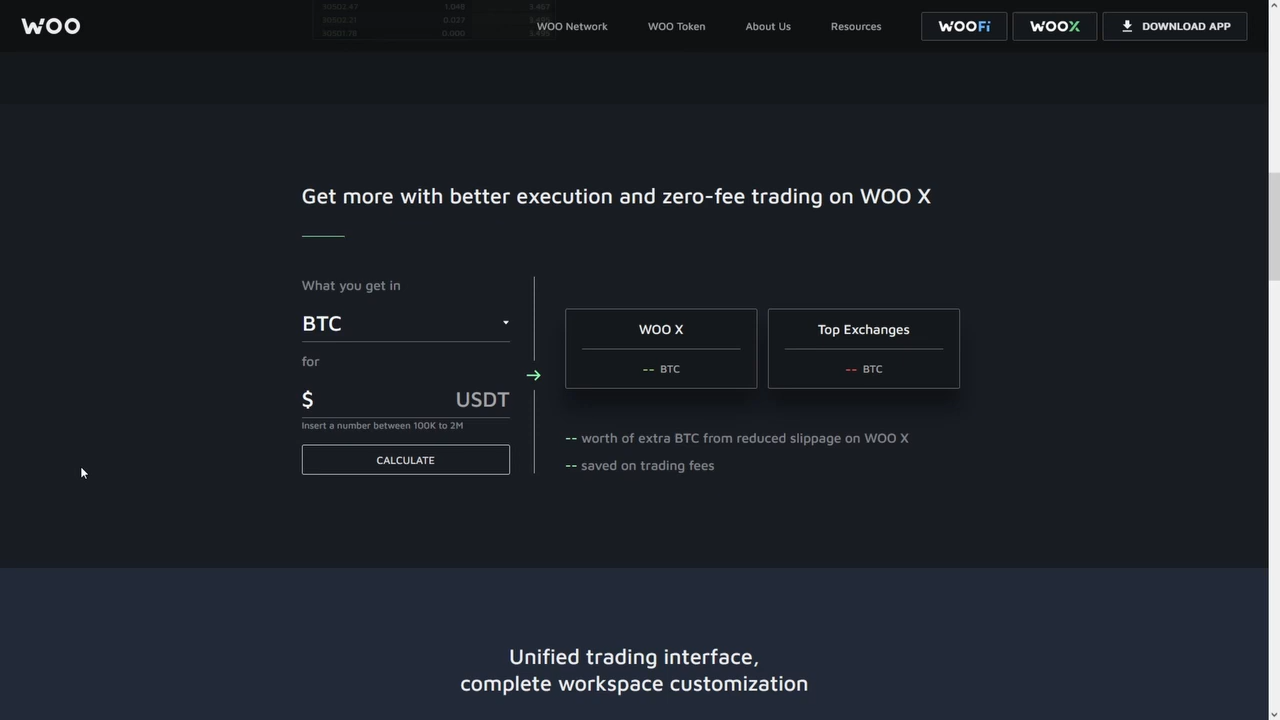 WOO
WOO Network
WOO Token
About Us
Resources
WOOFi
WOOX
DOWNLOAD APP
Get more with better execution and zero-fee trading on WOO X
What you get in
BTC
for
$ USDT
Insert a number between 100K to 2M
CALCULATE
WOO X
-- BTC
Top Exchanges
-- BTC
-- worth of extra BTC from reduced slippage on WOO X
-- saved on trading fees
Unified trading interface,
complete workspace customization